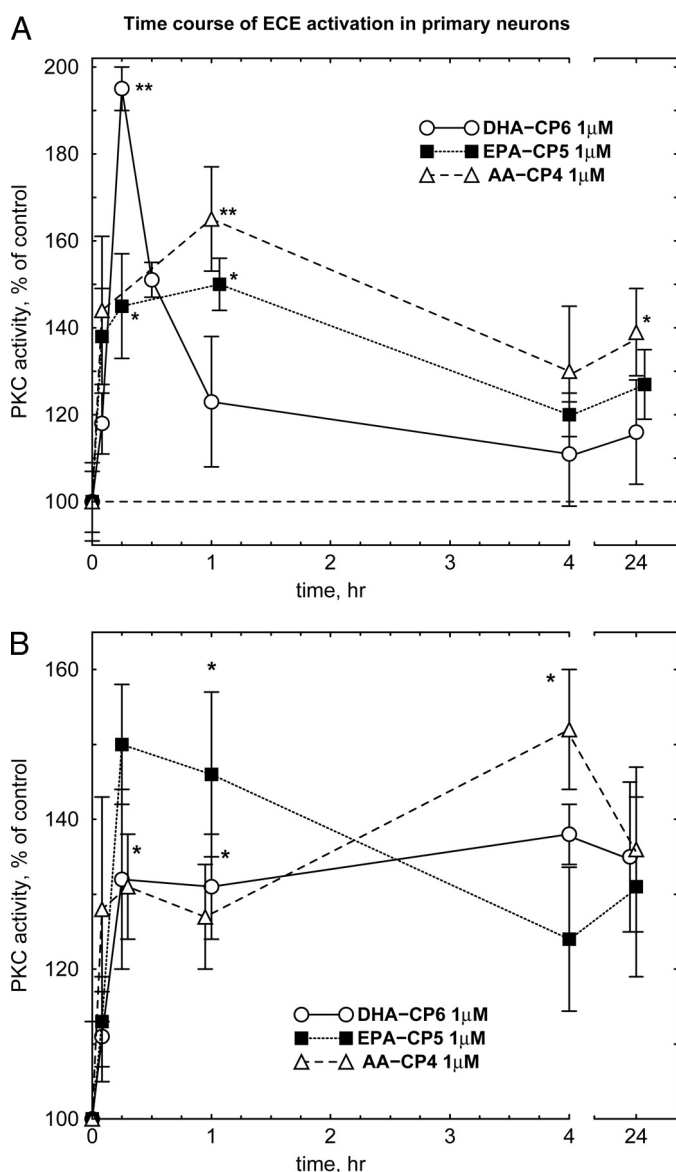 A
Time course of ECE activation in primary neurons
200
180
160
140
120
100
PKC activity, % of control
DHA−CP6 1μM
EPA−CP5 1μM
AA−CP4 1μM
**
**
*
*
*
0 1 2 3 4 24
time, hr
B
160
140
120
100
PKC activity, % of control
*
*
*
*
DHA−CP6 1μM
EPA−CP5 1μM
AA−CP4 1μM
0 1 2 3 4 24
time, hr